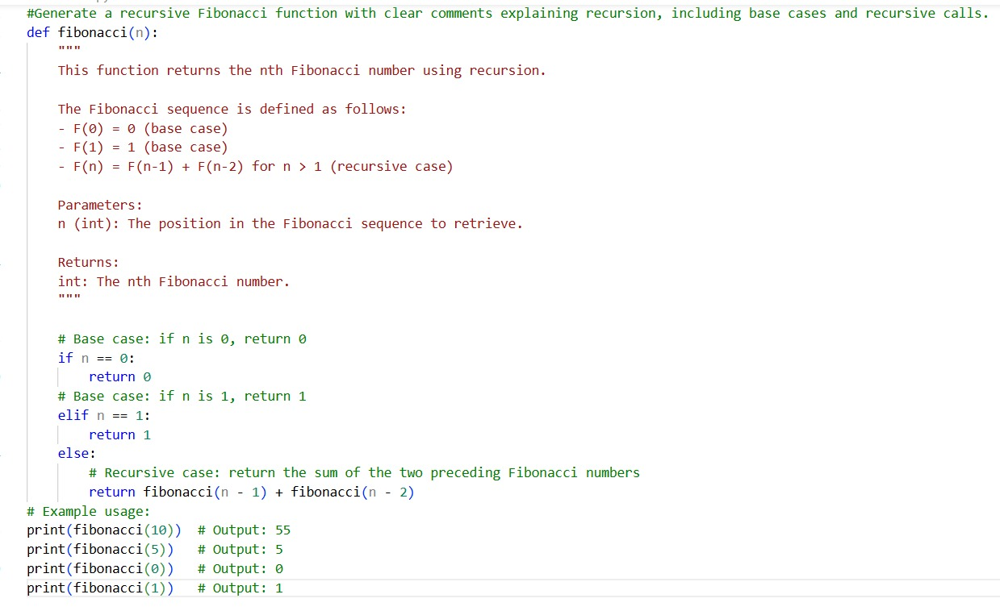 #Generate a recursive Fibonacci function with clear comments explaining recursion, including base cases and recursive calls.
def fibonacci(n):
    """
    This function returns the nth Fibonacci number using recursion.

    The Fibonacci sequence is defined as follows:
    - F(0) = 0 (base case)
    - F(1) = 1 (base case)
    - F(n) = F(n-1) + F(n-2) for n > 1 (recursive case)

    Parameters:
    n (int): The position in the Fibonacci sequence to retrieve.

    Returns:
    int: The nth Fibonacci number.
    """

    # Base case: if n is 0, return 0
    if n == 0:
        return 0
    # Base case: if n is 1, return 1
    elif n == 1:
        return 1
    else:
        # Recursive case: return the sum of the two preceding Fibonacci numbers
        return fibonacci(n - 1) + fibonacci(n - 2)
# Example usage:
print(fibonacci(10))  # Output: 55
print(fibonacci(5))   # Output: 5
print(fibonacci(0))   # Output: 0
print(fibonacci(1))   # Output: 1